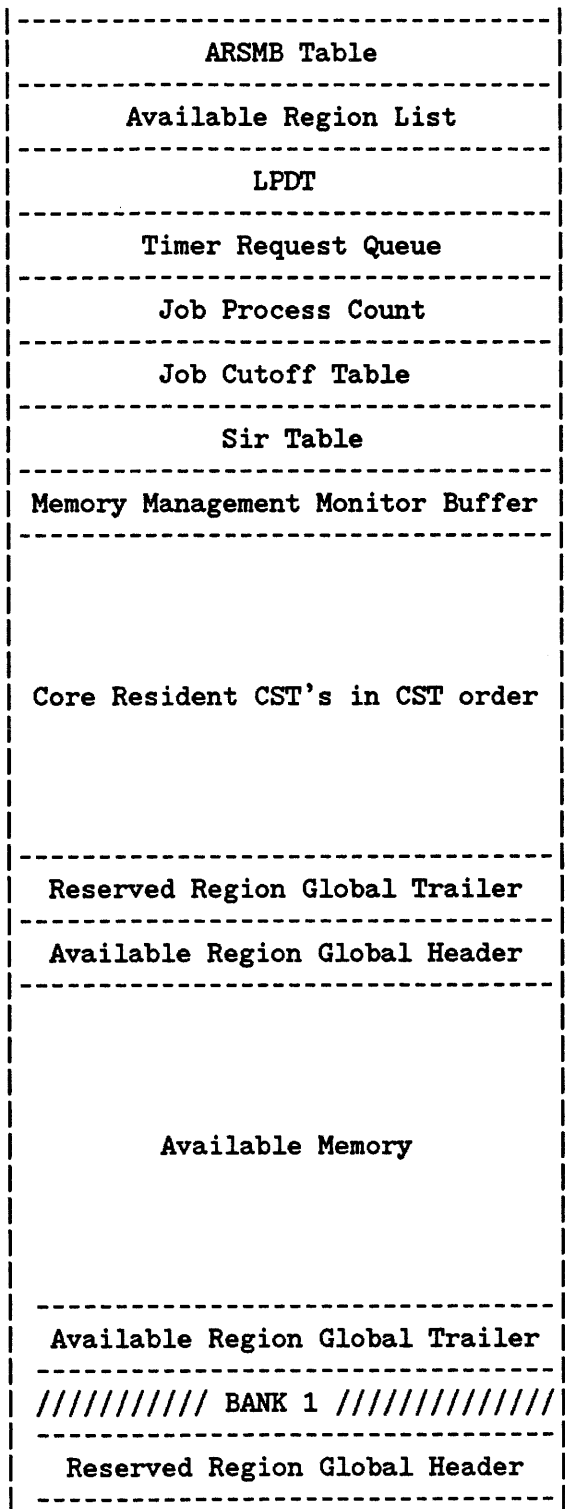 ARSMB Table
Available Region List
LPDT
Timer Request Queue
Job Process Count
Job Cutoff Table
Sir Table
Memory Management Monitor Buffer
Core Resident CST's in CST order
Reserved Region Global Trailer
Available Region Global Header
Available Memory
Available Region Global Trailer
/////////// BANK 1 //////////////
Reserved Region Global Header